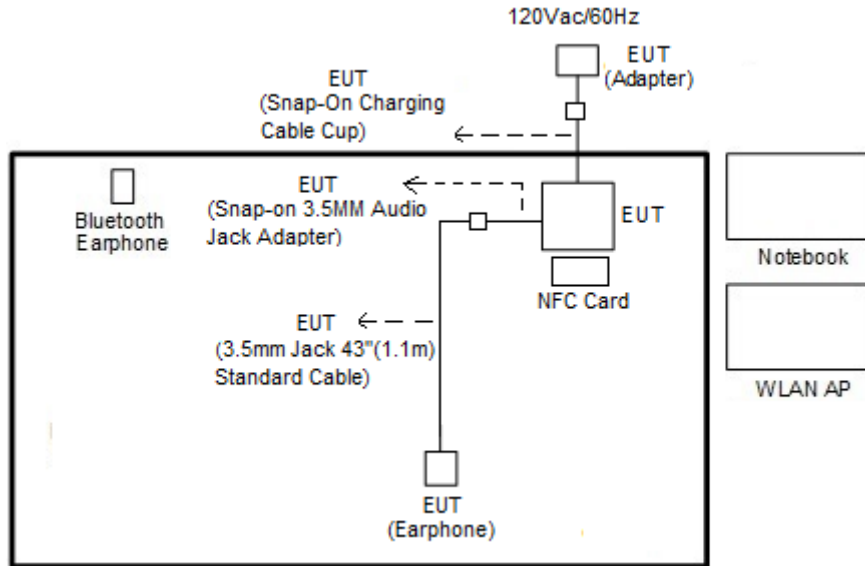 120Vac/60Hz
EUT
(Adapter)
EUT
(Snap-On Charging
Cable Cup)
Bluetooth
Earphone
EUT
(Snap-on 3.5MM Audio
Jack Adapter)
EUT
Notebook
NFC Card
EUT
(3.5mm Jack 43"(1.1m)
Standard Cable)
WLAN AP
EUT
(Earphone)